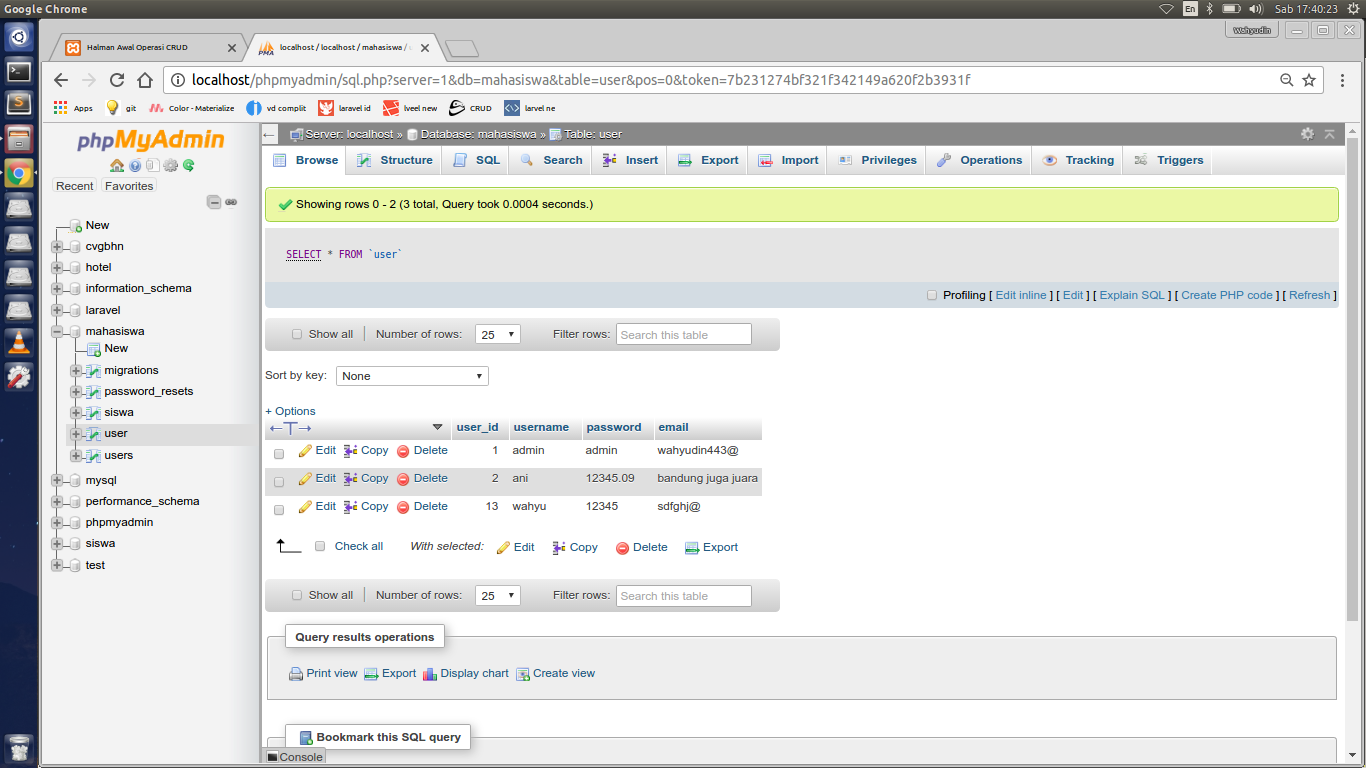 Google Chrome
En
Sab 17:40:23
Halman Awal Operasi CRUD
localhost / localhost / mahasiswa /
Wahyudin
localhost/phpmyadmin/sql.php?server=1&db=mahasiswa&table=user&pos=0&token=7b231274bf321f342149a620f2b3931f
Apps git Color - Materialize vd complit laravel id lveel new CRUD larvel ne
phpMyAdmin
Recent Favorites
New
cvgbhn
hotel
information_schema
laravel
mahasiswa
New
migrations
password_resets
siswa
user
users
mysql
performance_schema
phpmyadmin
siswa
test
Server: localhost » Database: mahasiswa » Table: user
Browse Structure SQL Search Insert Export Import Privileges Operations Tracking Triggers
Showing rows 0 - 2 (3 total, Query took 0.0004 seconds.)
SELECT * FROM `user`
Profiling [ Edit inline ] [ Edit ] [ Explain SQL ] [ Create PHP code ] [ Refresh ]
Show all | Number of rows: 25 Filter rows: Search this table
Sort by key: None
+ Options
←T→ user_id username password email
Edit Copy Delete 1 admin admin wahyudin443@
Edit Copy Delete 2 ani 12345.09 bandung juga juara
Edit Copy Delete 13 wahyu 12345 sdfghj@
Check all With selected: Edit Copy Delete Export
Show all | Number of rows: 25 Filter rows: Search this table
Query results operations
Print view Export Display chart Create view
Bookmark this SQL query
Console